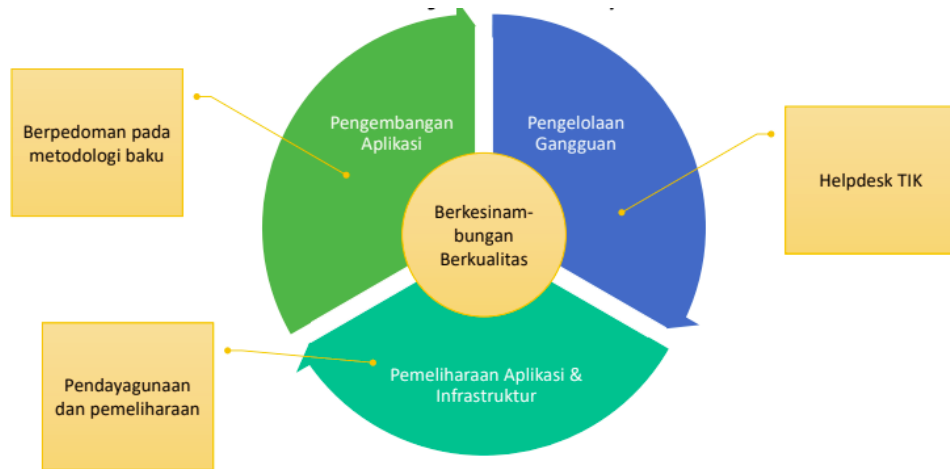 Berpedoman pada
metodologi baku
Pengembangan
Aplikasi
Pengelolaan
Gangguan
Helpdesk TIK
Berkesinam-
bungan
Berkualitas
Pendayagunaan
dan pemeliharaan
Pemeliharaan Aplikasi &
Infrastruktur